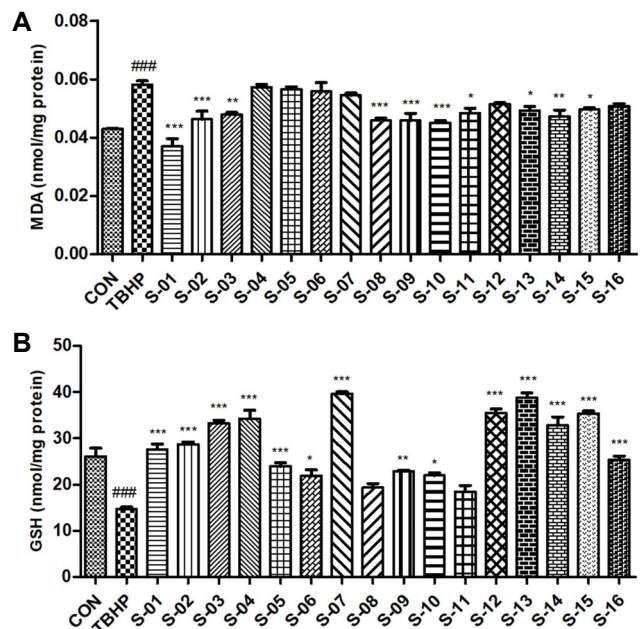 A
MDA (nmol/mg protein)
0.08
0.06
0.04
0.02
0.00
###
***
***
**
***
***
***
*
*
**
*
CON
TBHP
S-01
S-02
S-03
S-04
S-05
S-06
S-07
S-08
S-09
S-10
S-11
S-12
S-13
S-14
S-15
S-16
B
GSH (nmol/mg protein)
50
40
30
20
10
0
###
***
***
***
***
***
*
***
**
*
***
***
***
***
***
CON
TBHP
S-01
S-02
S-03
S-04
S-05
S-06
S-07
S-08
S-09
S-10
S-11
S-12
S-13
S-14
S-15
S-16